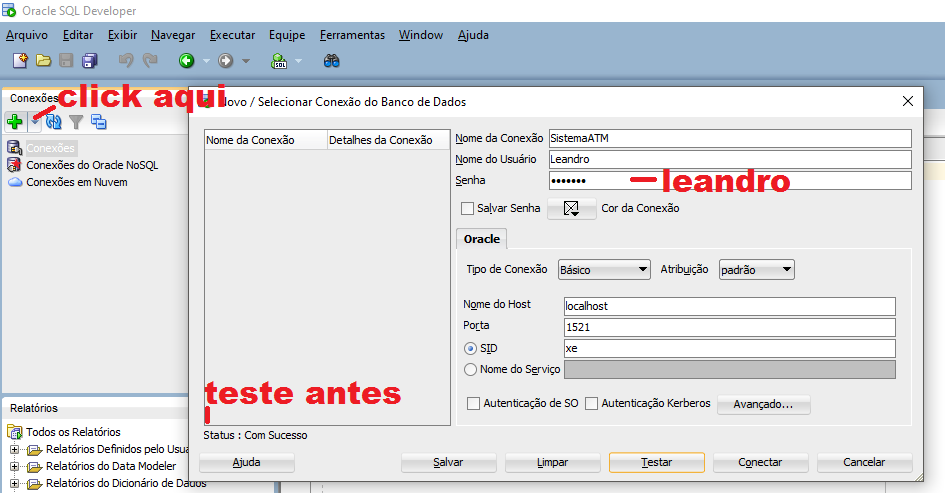 Oracle SQL Developer
Arquivo Editar Exibir Navegar Executar Equipe Ferramentas Window Ajuda
SQL
Conexões
click aqui
Conexões
Conexões do Oracle NoSQL
Conexões em Nuvem
Relatórios
Todos os Relatórios
Relatórios Definidos pelo Usua
Relatórios do Data Modeler
Relatórios do Dicionário de Dados
Novo / Selecionar Conexão do Banco de Dados
Nome da Conexão Detalhes da Conexão
Nome da Conexão SistemaATM
Nome do Usuário Leandro
Senha •••••••
leandro
Salvar Senha Cor da Conexão
Oracle
Tipo de Conexão Básico Atribuição padrão
Nome do Host localhost
Porta 1521
SID xe
Nome do Serviço
teste antes
Autenticação de SO Autenticação Kerberos Avançado...
Status : Com Sucesso
Ajuda Salvar Limpar Testar Conectar Cancelar